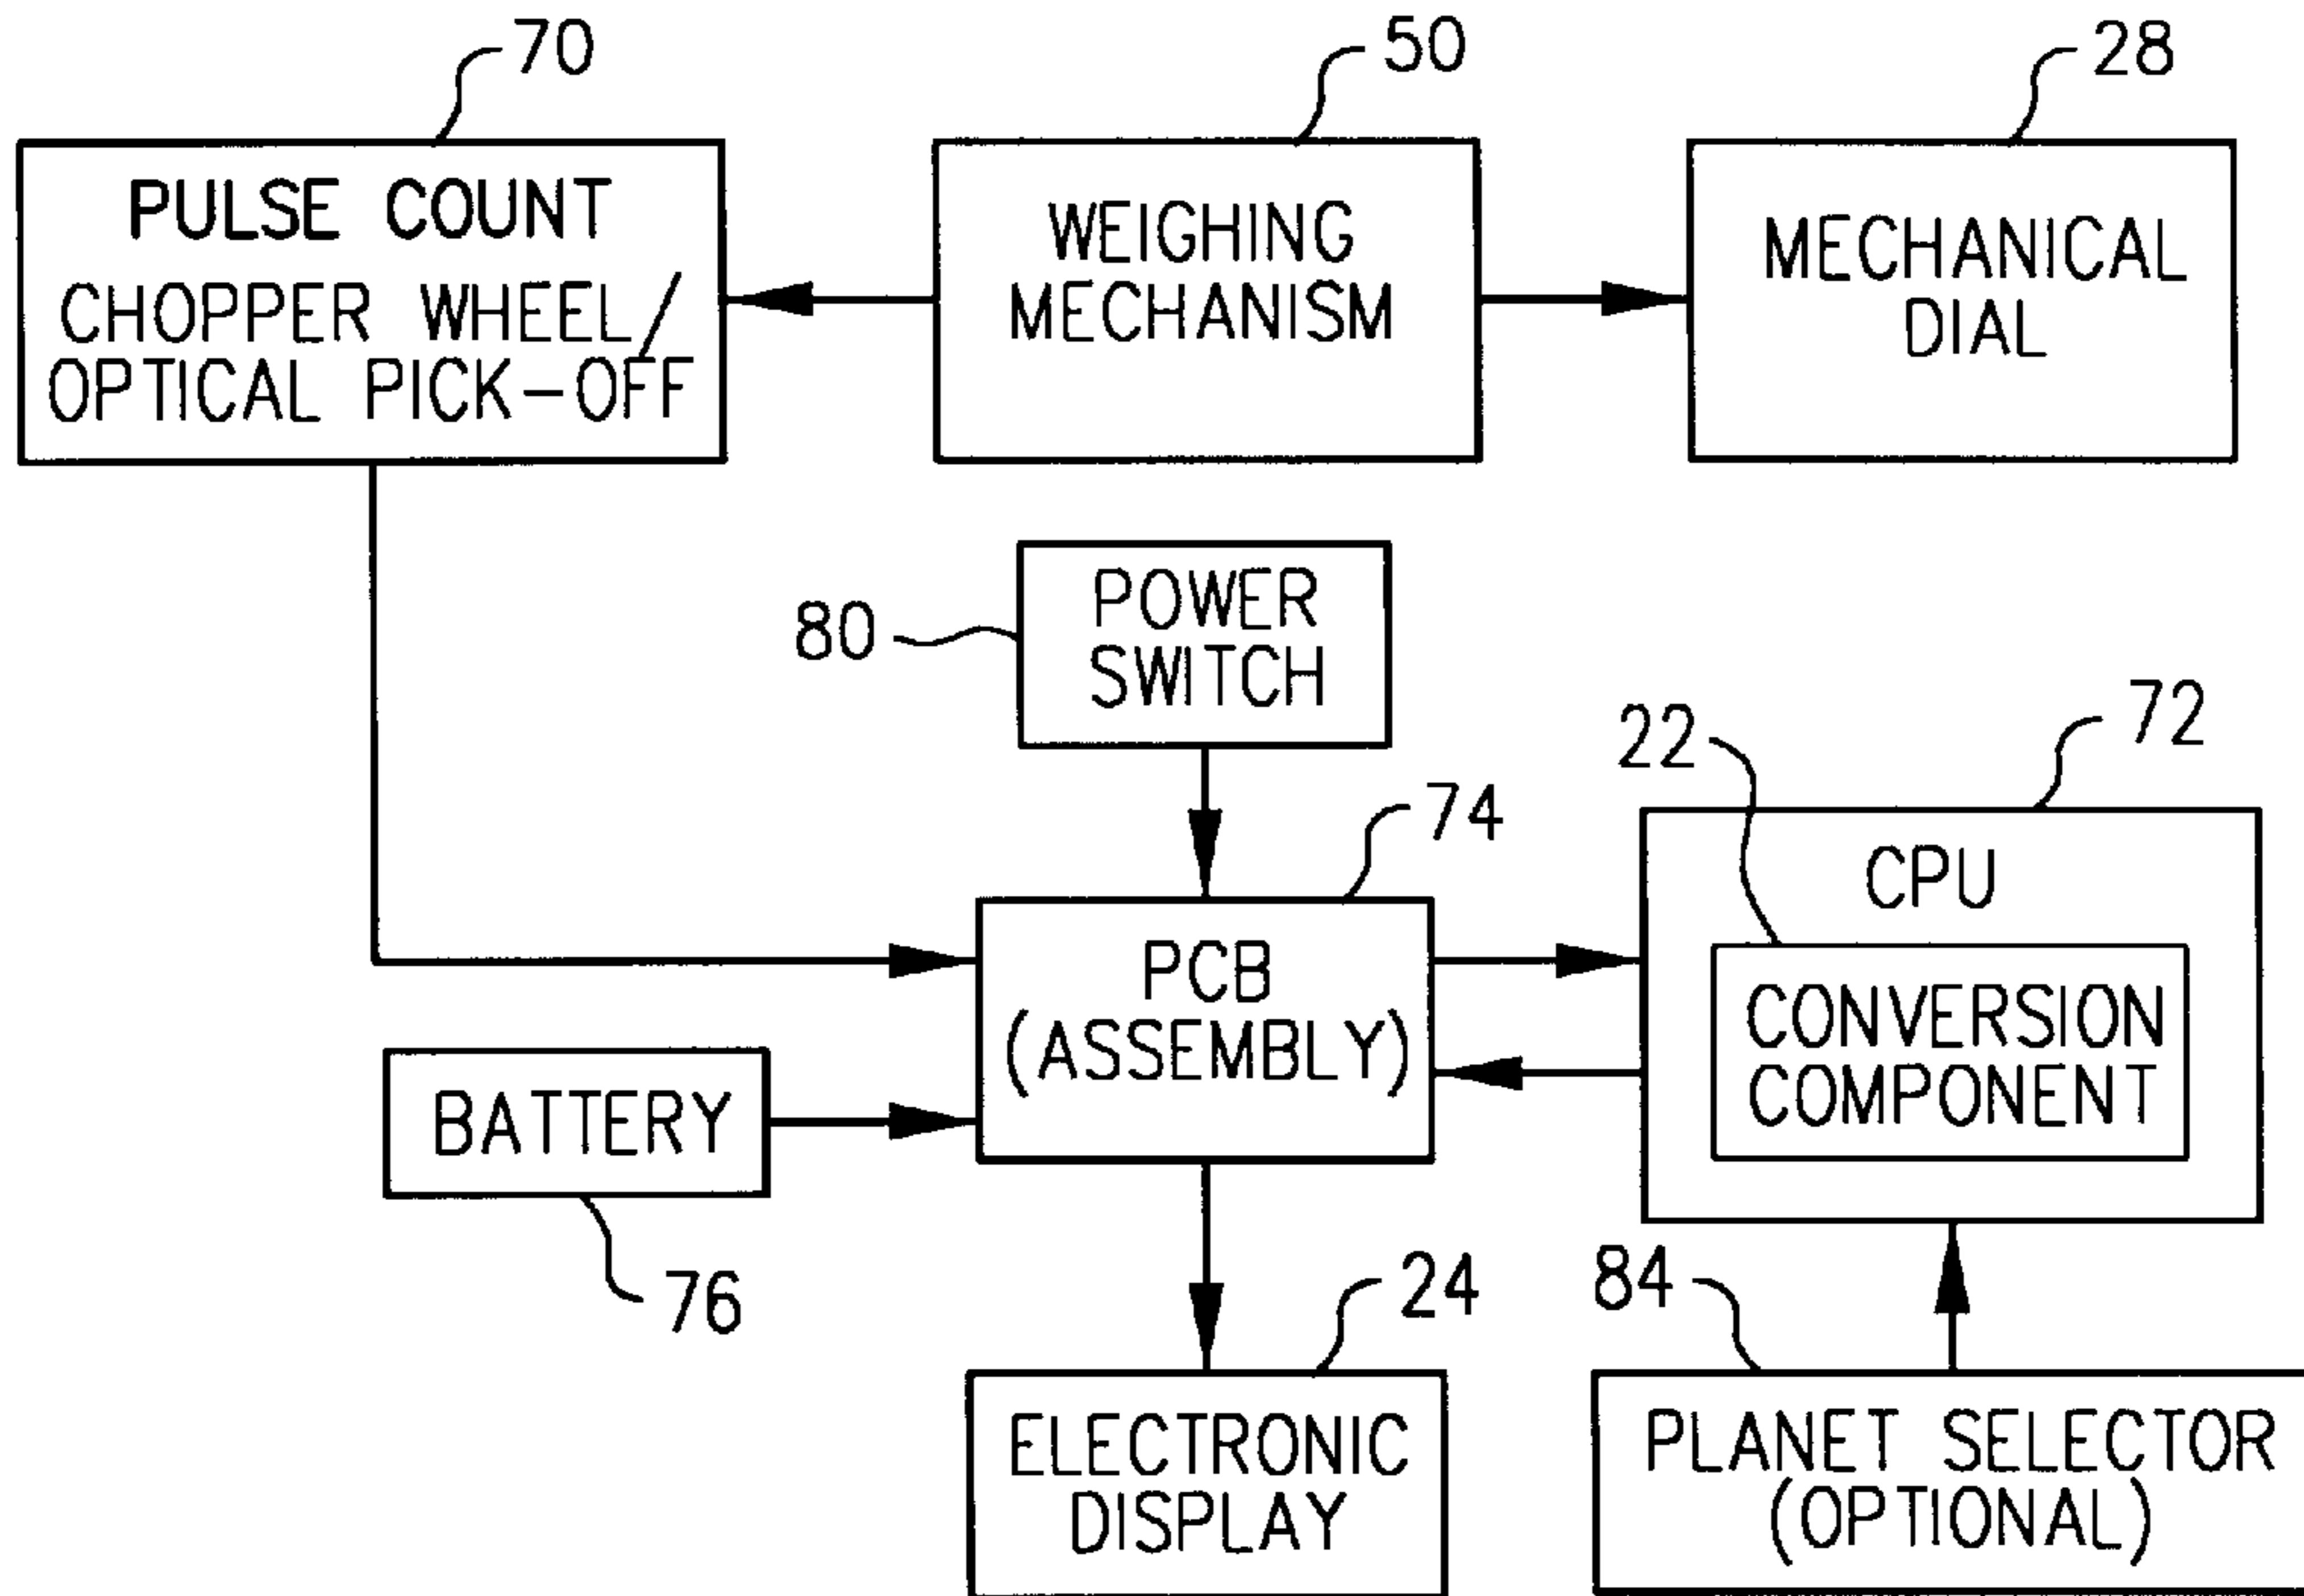 70
50
28
PULSE COUNT
CHOPPER WHEEL/
OPTICAL PICK-OFF
WEIGHING
MECHANISM
MECHANICAL
DIAL
80
POWER
SWITCH
22
72
74
CPU
PCB
(ASSEMBLY)
CONVERSION
COMPONENT
BATTERY
76
24
84
ELECTRONIC
DISPLAY
PLANET SELECTOR
(OPTIONAL)